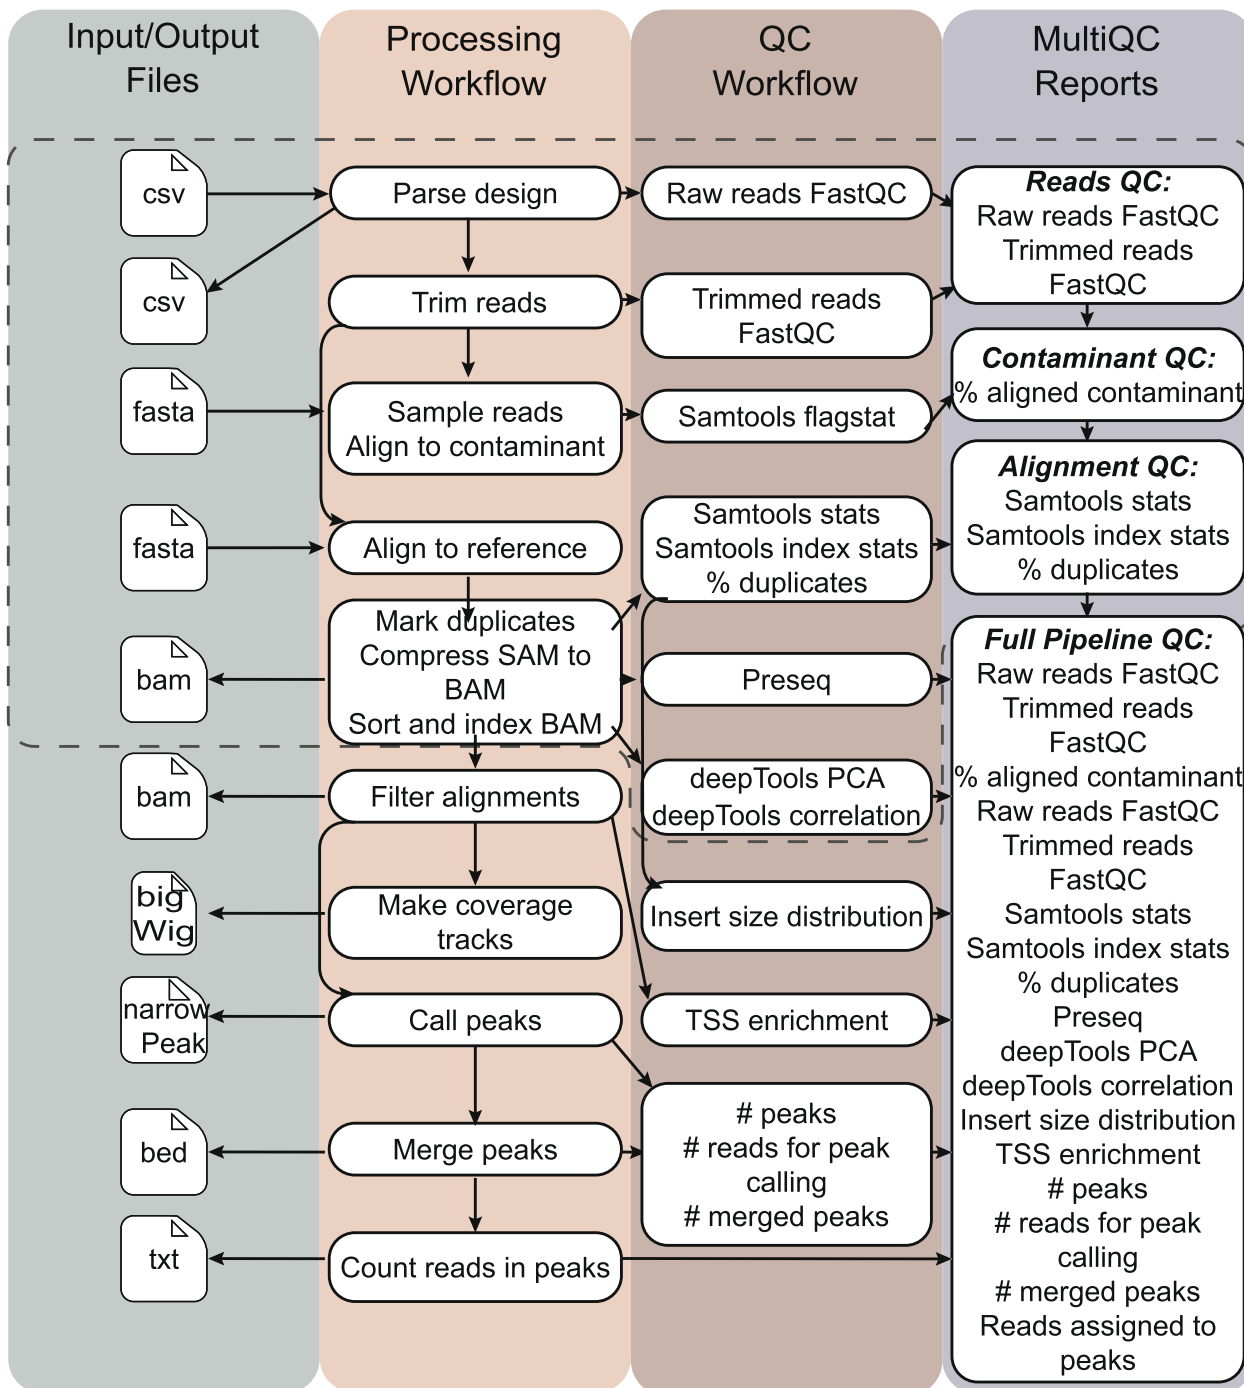 Input/Output
Files
Processing
Workflow
QC
Workflow
MultiQC
Reports
csv
csv
fasta
fasta
bam
bam
big
Wig
narrow
Peak
bed
txt
Parse design
Trim reads
Sample reads
Align to contaminant
Align to reference
Mark duplicates
Compress SAM to
BAM
Sort and index BAM
Filter alignments
Make coverage
tracks
Call peaks
Merge peaks
Count reads in peaks
Raw reads FastQC
Trimmed reads
FastQC
Samtools flagstat
Samtools stats
Samtools index stats
% duplicates
Preseq
deepTools PCA
deepTools correlation
Insert size distribution
TSS enrichment
# peaks
# reads for peak
calling
# merged peaks
Reads QC:
Raw reads FastQC
Trimmed reads
FastQC
Contaminant QC:
% aligned contaminant
Alignment QC:
Samtools stats
Samtools index stats
% duplicates
Full Pipeline QC:
Raw reads FastQC
Trimmed reads
FastQC
% aligned contaminant
Raw reads FastQC
Trimmed reads
FastQC
Samtools stats
Samtools index stats
% duplicates
Preseq
deepTools PCA
deepTools correlation
Insert size distribution
TSS enrichment
# peaks
# reads for peak
calling
# merged peaks
Reads assigned to
peaks